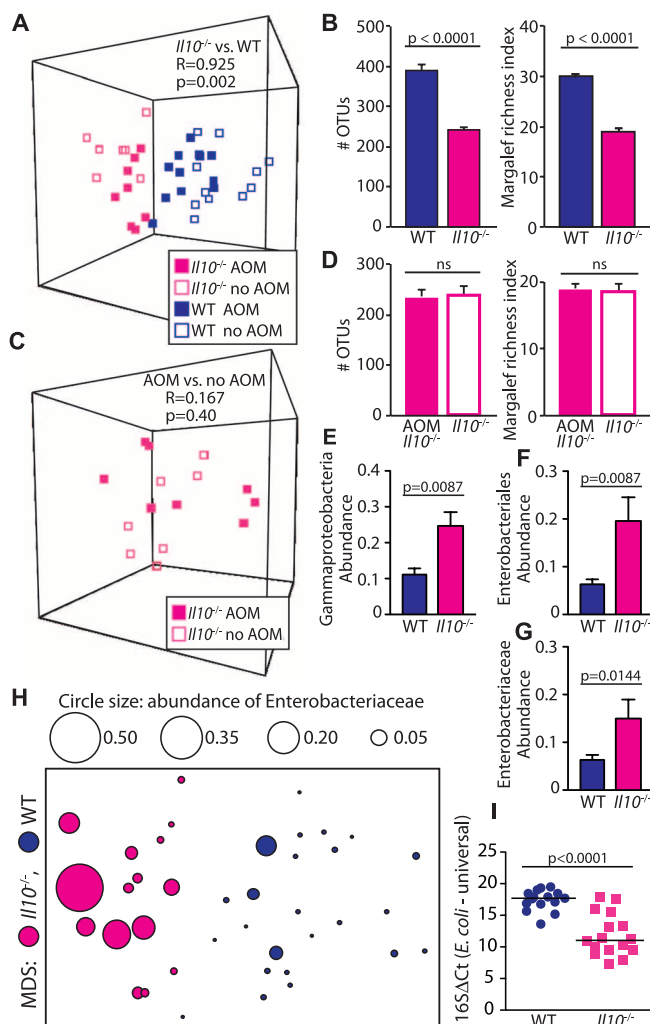 A
Il10-/- vs. WT
R=0.925
p=0.002
Il10-/- AOM
Il10-/- no AOM
WT AOM
WT no AOM
B
p < 0.0001
# OTUs
500
400
300
200
100
0
WT
Il10-/-
p < 0.0001
Margalef richness index
40
30
20
10
0
WT
Il10-/-
C
AOM vs. no AOM
R=0.167
p=0.40
Il10-/- AOM
Il10-/- no AOM
D
ns
# OTUs
300
200
100
0
AOM
Il10-/-
Il10-/-
ns
Margalef richness index
20
10
0
AOM
Il10-/-
Il10-/-
E
p=0.0087
Gammaproteobacteria
Abundance
0.4
0.3
0.2
0.1
0
WT
Il10-/-
F
p=0.0087
Enterobacteriales
Abundance
0.3
0.2
0.1
0
WT Il10-/-
G
p=0.0144
Enterobacteriaceae
Abundance
0.3
0.2
0.1
0
WT Il10-/-
H
Circle size: abundance of Enterobacteriaceae
0.50
0.35
0.20
0.05
MDS: Il10-/-, WT
I
p<0.0001
16SΔCt (E. coli - universal)
25
20
15
10
5
0
WT
Il10-/-